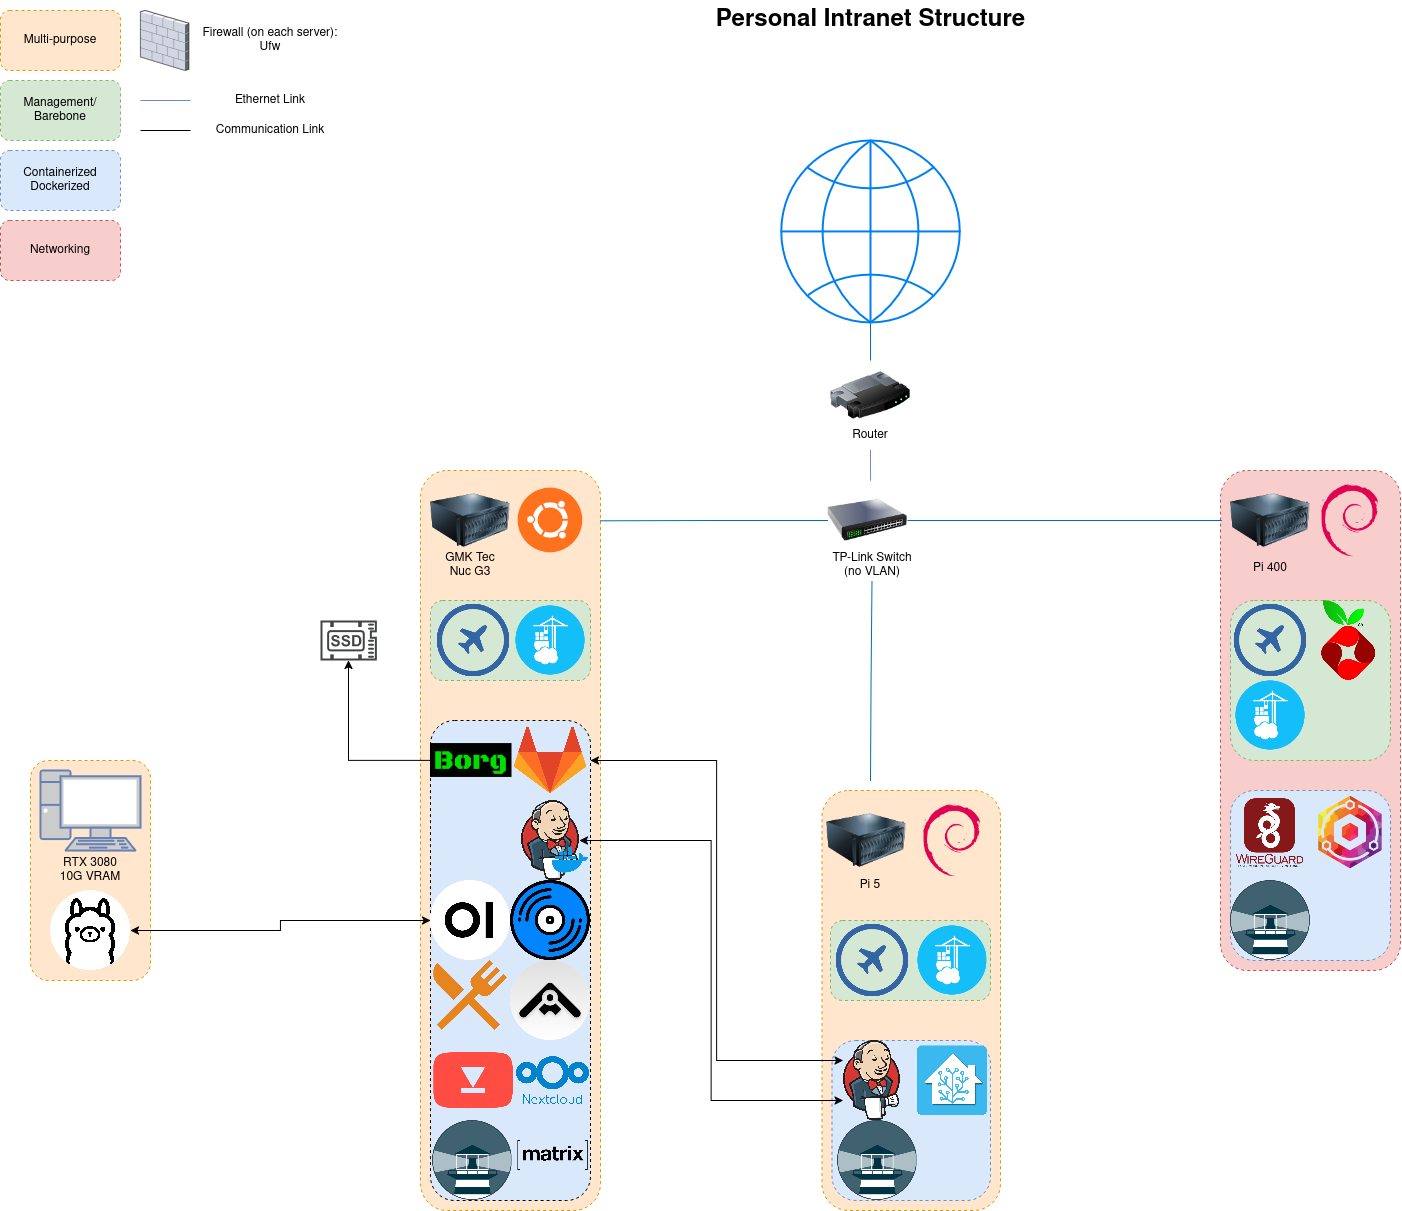 Personal Intranet Structure
Multi-purpose
Firewall (on each server):
Ufw
Management/
Barebone
Ethernet Link
Communication Link
Containerized
Dockerized
Networking
Router
GMK Tec
Nuc G3
TP-Link Switch
(no VLAN)
Pi 400
SSD
Borg
RTX 3080
10G VRAM
WIREGUARD
Pi 5
OI
Nextcloud
[matrix]